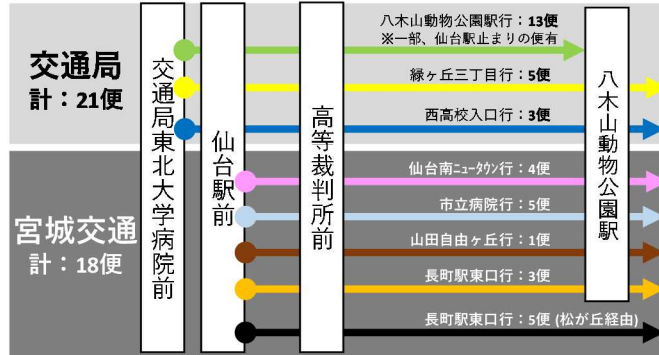 交通局
計：21便
宮城交通
計：18便
交通局東北大学病院前
仙台駅前
高等裁判所前
八木山動物公園駅
八木山動物公園駅行：13便
※一部、仙台駅止まりの便有
緑ヶ丘三丁目行：5便
西高校入口行：3便
仙台南ニュータウン行：4便
市立病院行：5便
山田自由ヶ丘行：1便
長町駅東口行：3便
長町駅東口行：5便 (松が丘経由)